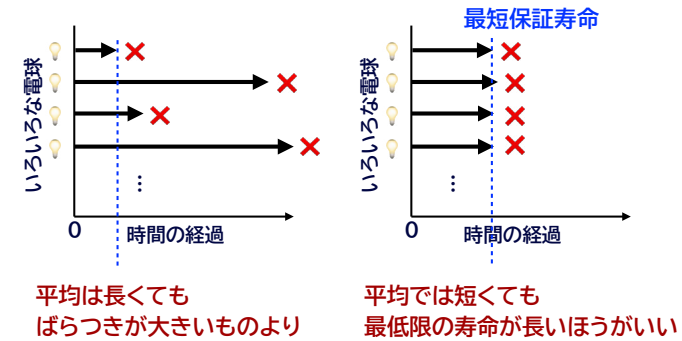 最短保証寿命
いろいろな電球
…
0
時間の経過
いろいろな電球
…
0
時間の経過
平均は長くても
ばらつきが大きいものより
平均では短くても
最低限の寿命が長いほうがいい